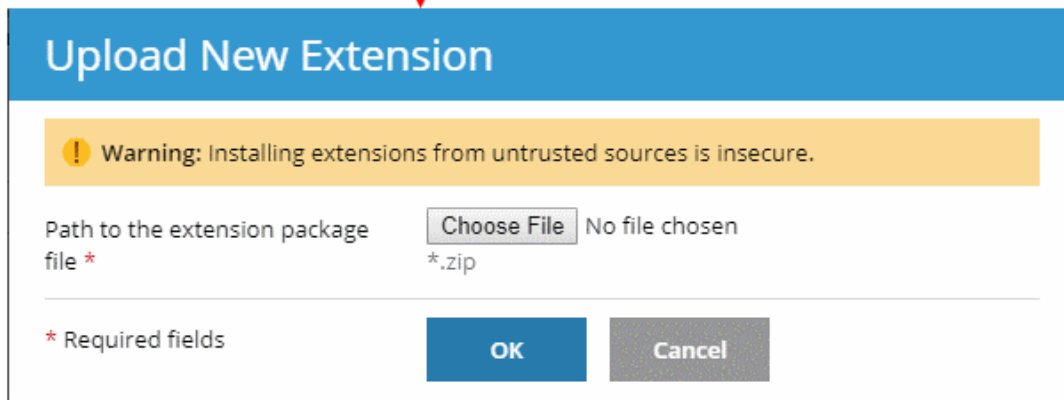 Upload New Extension
! Warning: Installing extensions from untrusted sources is insecure.
Path to the extension package
file *
Choose File No file chosen
*.zip
* Required fields
OK
Cancel